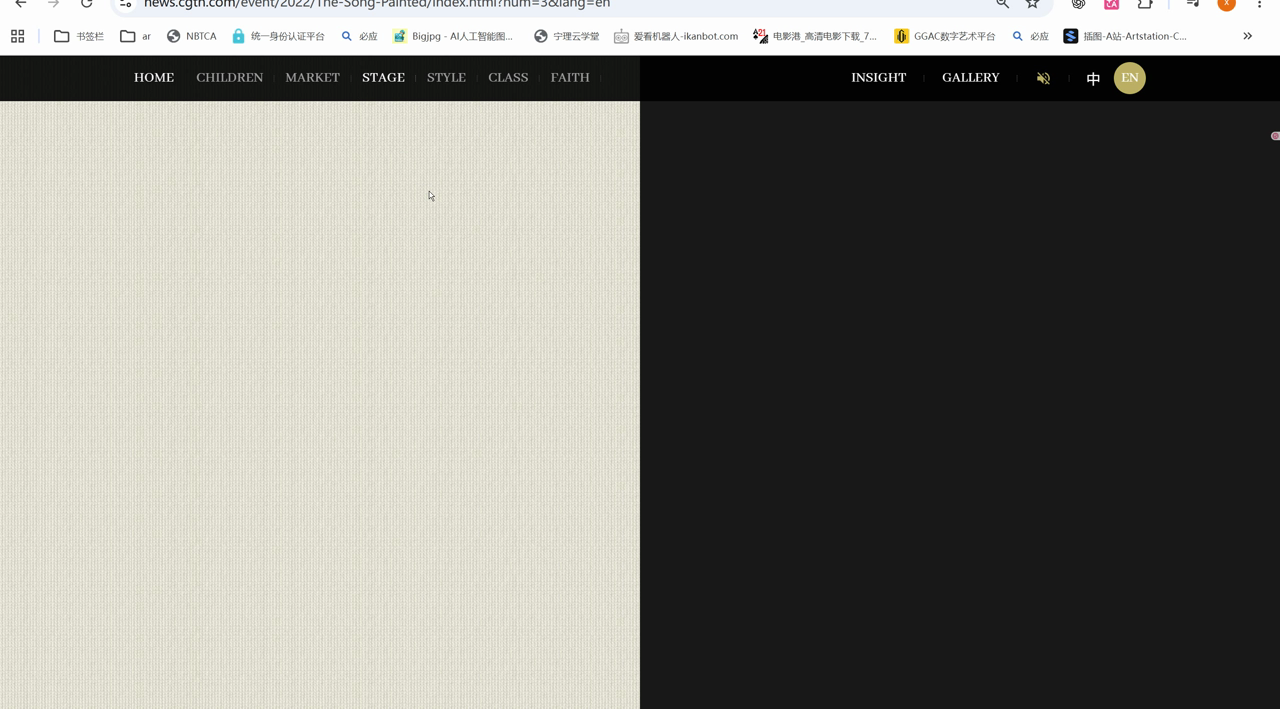 news.cgtn.com/event/2022/The-Song-Painted/index.html?num=3&lang=en
书签栏 ar NBTCA 统一身份认证平台 必应 Bigjpg - AI人工智能图... 宁理云学堂 爱看机器人-ikanbot.com 电影港_高清电影下载_7... GGAC数字艺术平台 必应 插图-A站-Artstation-C...
HOME CHILDREN MARKET STAGE STYLE CLASS FAITH INSIGHT GALLERY 中 EN